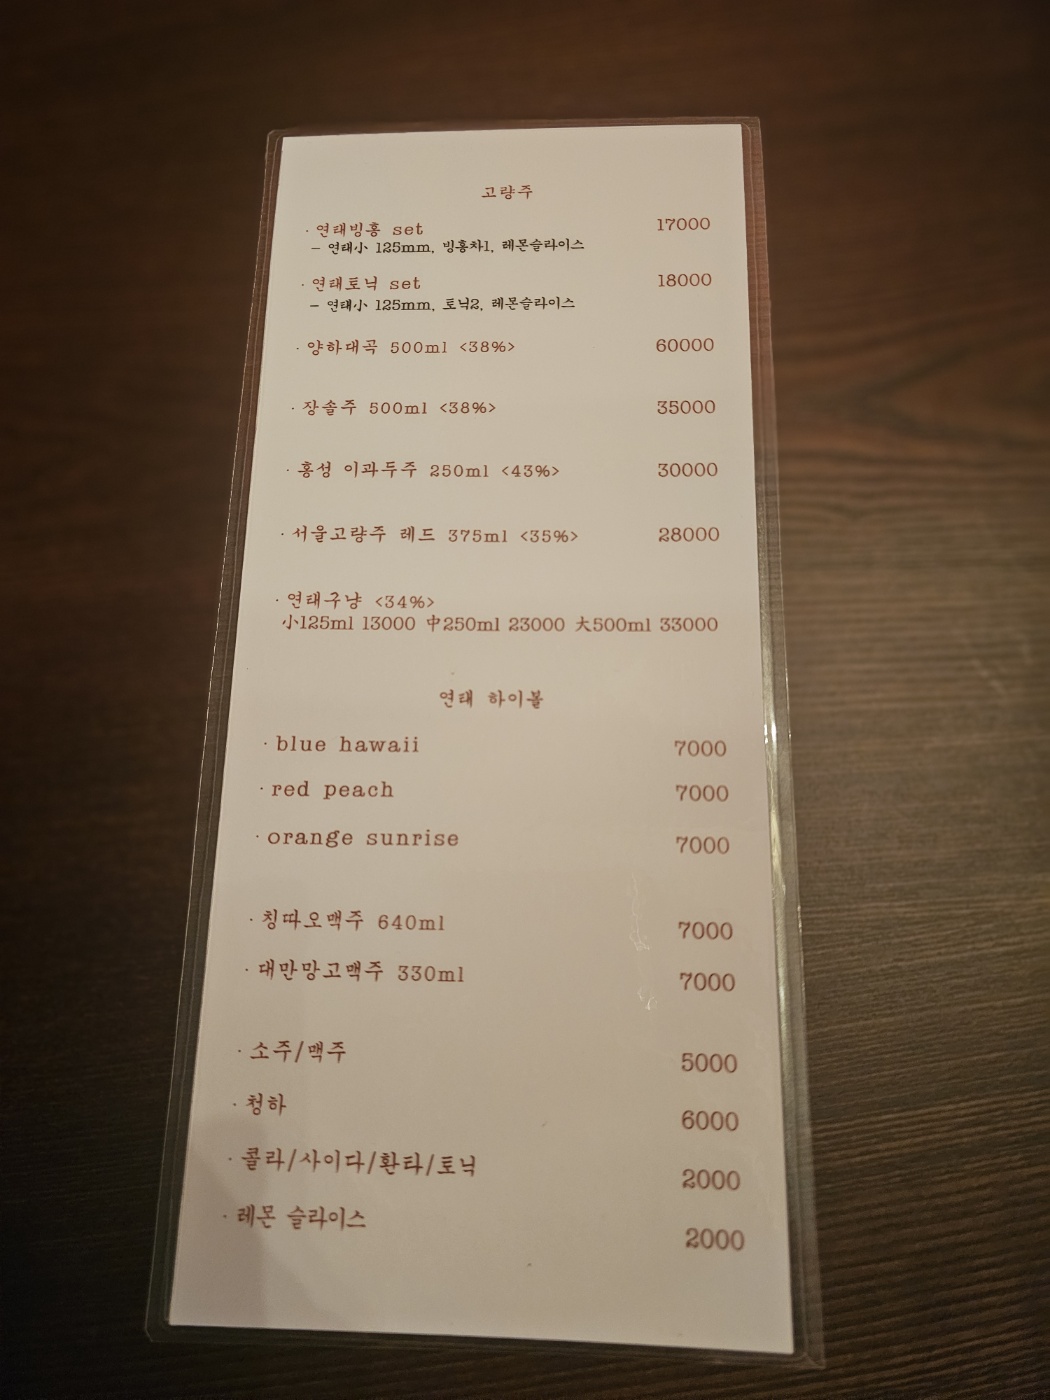 고량주
· 연태빙홍 set 17000
- 연태小 125mm, 빙홍차1, 레몬슬라이스
· 연태토닉 set 18000
- 연태小 125mm, 토닉2, 레몬슬라이스
· 양하대곡 500ml <38%> 60000
· 장솔주 500ml <38%> 35000
· 홍성 이과두주 250ml <43%> 30000
· 서울고량주 레드 375ml <35%> 28000
· 연태구냥 <34%>
小125ml 13000 中250ml 23000 大500ml 33000
연태 하이볼
· blue hawaii 7000
· red peach 7000
· orange sunrise 7000
· 칭따오맥주 640ml 7000
· 대만망고맥주 330ml 7000
· 소주/맥주 5000
· 청하 6000
· 콜라/사이다/환타/토닉 2000
· 레몬 슬라이스 2000